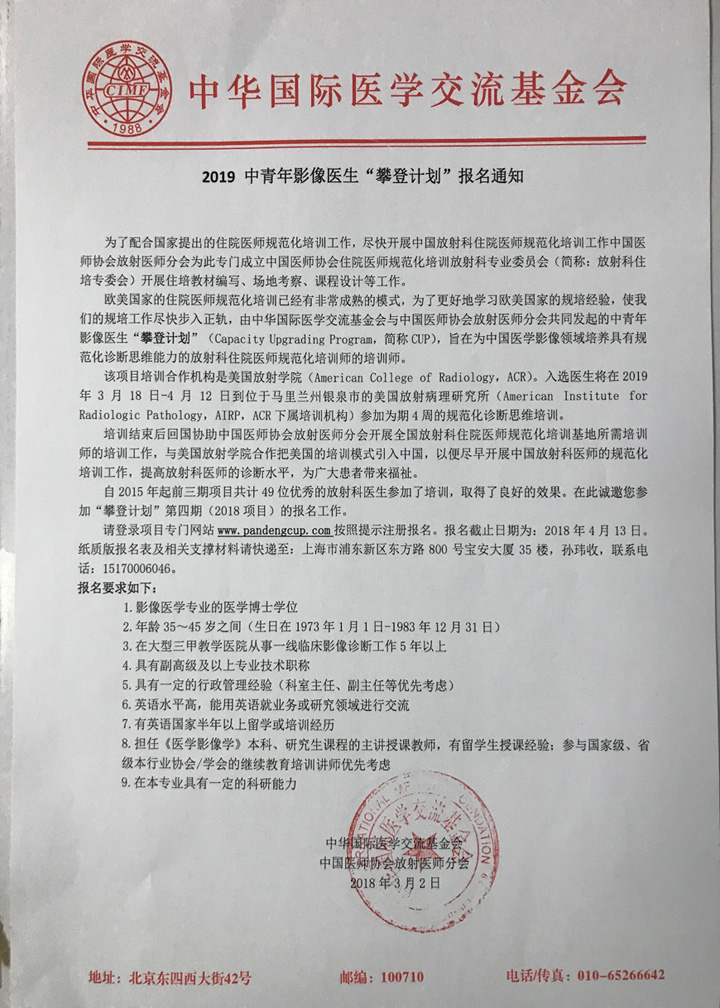 中华国际医学交流基金会
CIMF
1988
中华国际医学交流基金会
2019 中青年影像医生“攀登计划”报名通知
为了配合国家提出的住院医师规范化培训工作，尽快开展中国放射科住院医师规范化培训工作中国医
师协会放射医师分会为此专门成立中国医师协会住院医师规范化培训放射科专业委员会（简称：放射科住
培专委会）开展住培教材编写、场地考察、课程设计等工作。
欧美国家的住院医师规范化培训已经有非常成熟的模式，为了更好地学习欧美国家的规培经验，使我
们的规培工作尽快步入正轨，由中华国际医学交流基金会与中国医师协会放射医师分会共同发起的中青年
影像医生“攀登计划”（Capacity Upgrading Program，简称 CUP），旨在为中国医学影像领域培养具有规
范化诊断思维能力的放射科住院医师规范化培训师的培训师。
该项目培训合作机构是美国放射学院（American College of Radiology，ACR）。入选医生将在 2019
年 3 月 18 日-4 月 12 日到位于马里兰州银泉市的美国放射病理研究所（American Institute for
Radiologic Pathology，AIRP，ACR 下属培训机构）参加为期 4 周的规范化诊断思维培训。
培训结束后回国协助中国医师协会放射医师分会开展全国放射科住院医师规范化培训基地所需培训
师的培训工作，与美国放射学院合作把美国的培训模式引入中国，以便尽早开展中国放射科医师的规范化
培训工作，提高放射科医师的诊断水平，为广大患者带来福祉。
自 2015 年起前三期项目共计 49 位优秀的放射科医生参加了培训，取得了良好的效果。在此诚邀您参
加“攀登计划”第四期（2018 项目）的报名工作。
请登录项目专门网站 www.pandengcup.com 按照提示注册报名。报名截止日期为：2018 年 4 月 13 日。
纸质版报名表及相关支撑材料请快递至：上海市浦东新区东方路 800 号宝安大厦 35 楼，孙玮收，联系电
话：15170006046。
报名要求如下：
1. 影像医学专业的医学博士学位
2. 年龄 35～45 岁之间（生日在 1973 年 1 月 1 日-1983 年 12 月 31 日）
3. 在大型三甲教学医院从事一线临床影像诊断工作 5 年以上
4. 具有副高级及以上专业技术职称
5. 具有一定的行政管理经验（科室主任、副主任等优先考虑）
6. 英语水平高，能用英语就业务或研究领域进行交流
7. 有英语国家半年以上留学或培训经历
8. 担任《医学影像学》本科、研究生课程的主讲授课教师，有留学生授课经验；参与国家级、省
级本行业协会/学会的继续教育培训讲师优先考虑
9. 在本专业具有一定的科研能力
中华国际医学交流基金会
中国医师协会放射医师分会
2018 年 3 月 2 日
地址：北京东四西大街42号 邮编：100710 电话/传真：010-65266642